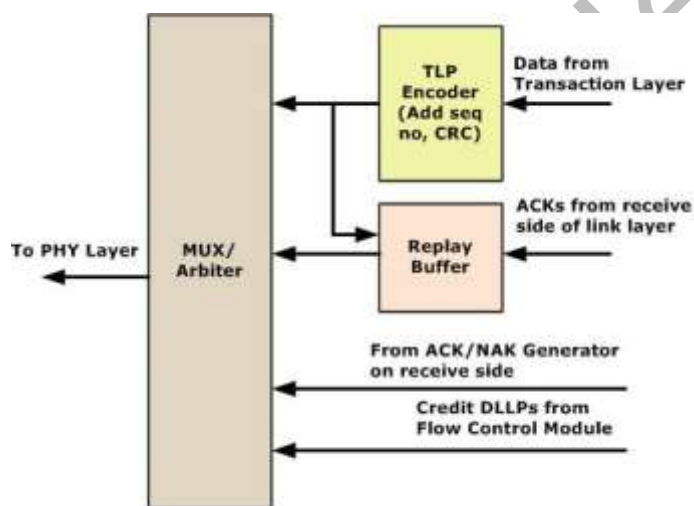 TLP
Encoder
(Add seq
no, CRC)
Data from
Transaction Layer
ACKs from receive
side of link layer
Replay
Buffer
To PHY Layer
MUX/
Arbiter
From ACK/NAK Generator
on receive side
Credit DLLPs from
Flow Control Module